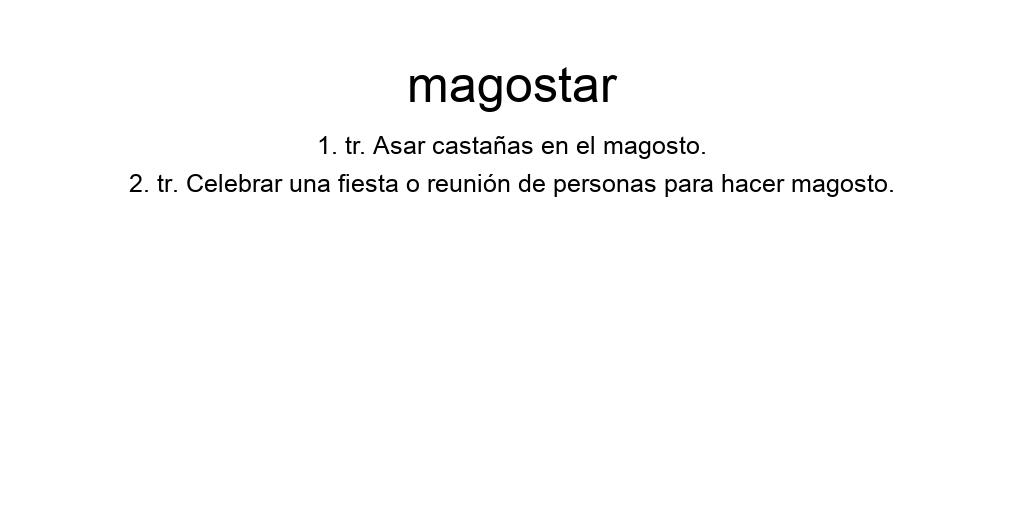 magostar
1. tr. Asar castañas en el magosto.
2. tr. Celebrar una fiesta o reunión de personas para hacer magosto.